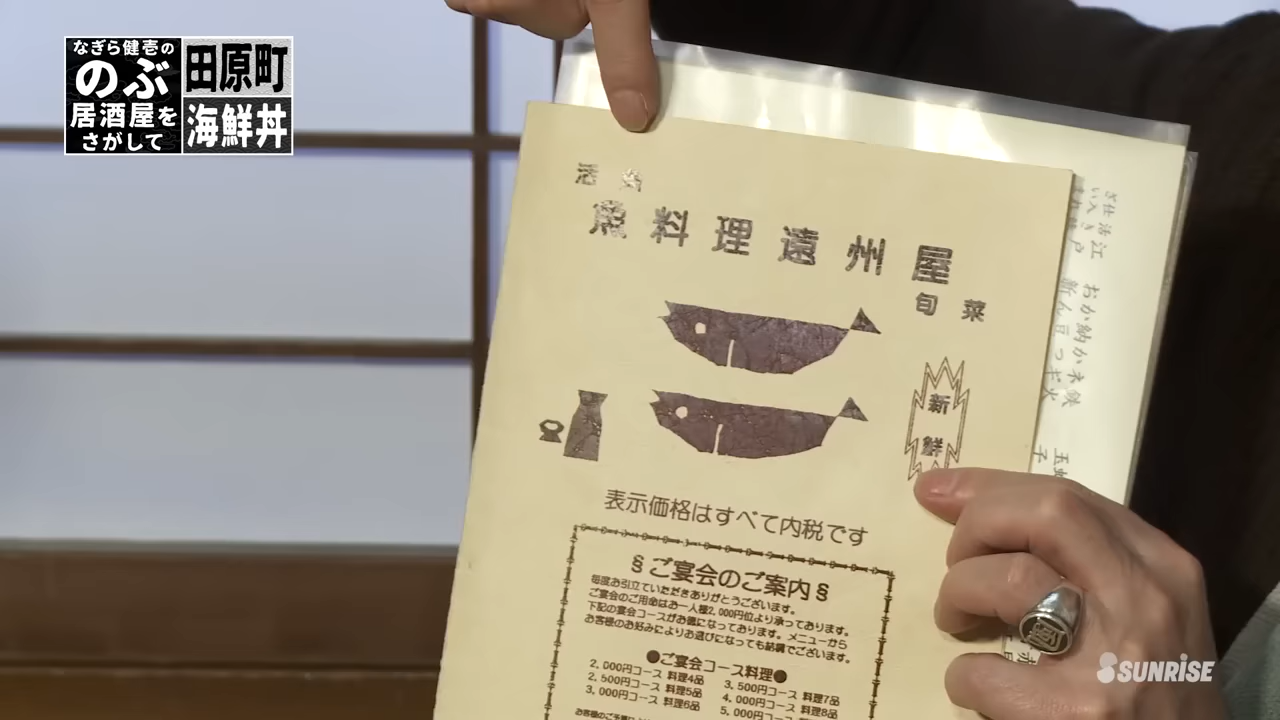 なぎら健壱の
のぶ
居酒屋を
さがして
田原町
海鮮丼
活魚
魚料理遠州屋
旬菜
新鮮
表示価格はすべて内税です
§ご宴会のご案内§
毎度お引立ていただきありがとうございます。
ご宴会のご用命はお一人様2,000円位より承っております。
下記の宴会コースがお徳になっております。メニューから
お客様のお好みによりお選びになっても結構でございます。
●ご宴会コース料理●
2,000円コース 料理4品
2,500円コース 料理5品
3,000円コース 料理6品
3,500円コース 料理7品
4,000円コース 料理8品
5,000円コース
SUNRISE